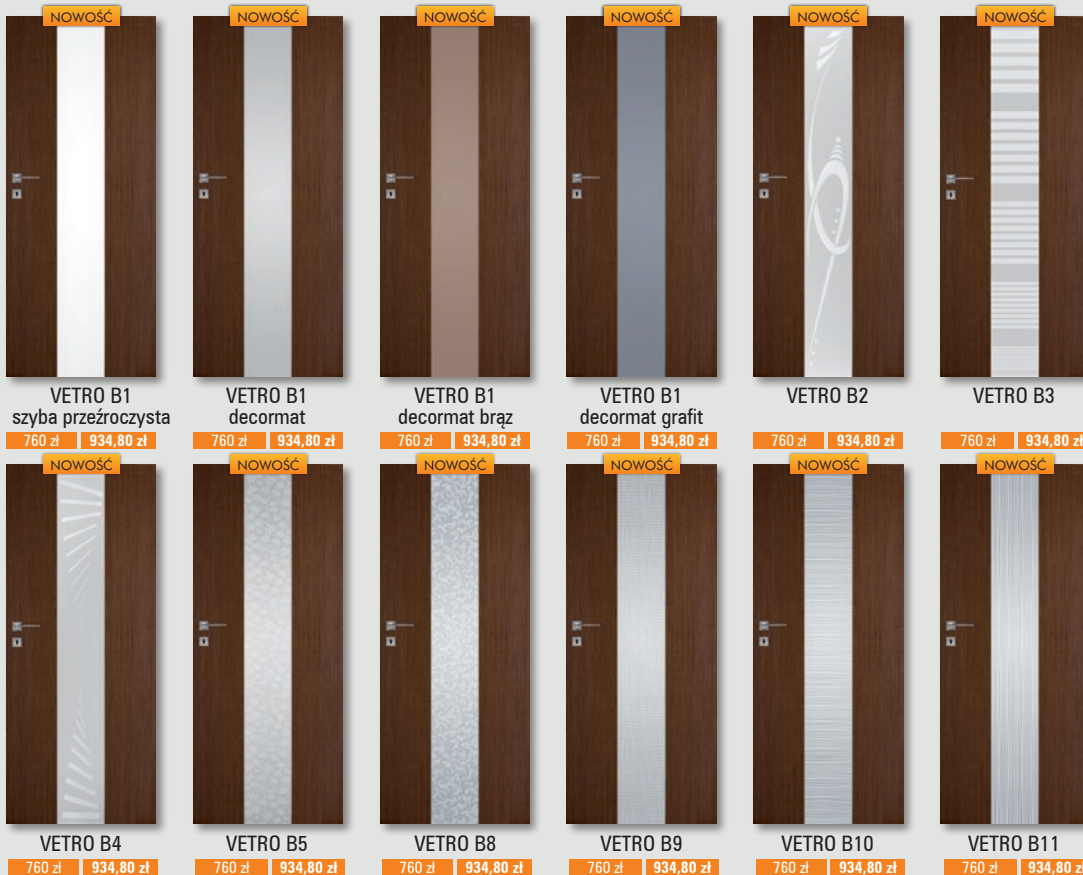 NOWOŚĆ NOWOŚĆ NOWOŚĆ NOWOŚĆ NOWOŚĆ NOWOŚĆ
VETRO B1 VETRO B1 VETRO B1 VETRO B1 VETRO B2 VETRO B3
szyba przeźroczysta decormat decormat brąz decormat grafit
760 zł 934,80 zł 760 zł 934,80 zł 760 zł 934,80 zł 760 zł 934,80 zł 760 zł 934,80 zł 760 zł 934,80 zł
NOWOŚĆ NOWOŚĆ NOWOŚĆ NOWOŚĆ NOWOŚĆ NOWOŚĆ
VETRO B4 VETRO B5 VETRO B8 VETRO B9 VETRO B10 VETRO B11
760 zł 934,80 zł 760 zł 934,80 zł 760 zł 934,80 zł 760 zł 934,80 zł 760 zł 934,80 zł 760 zł 934,80 zł